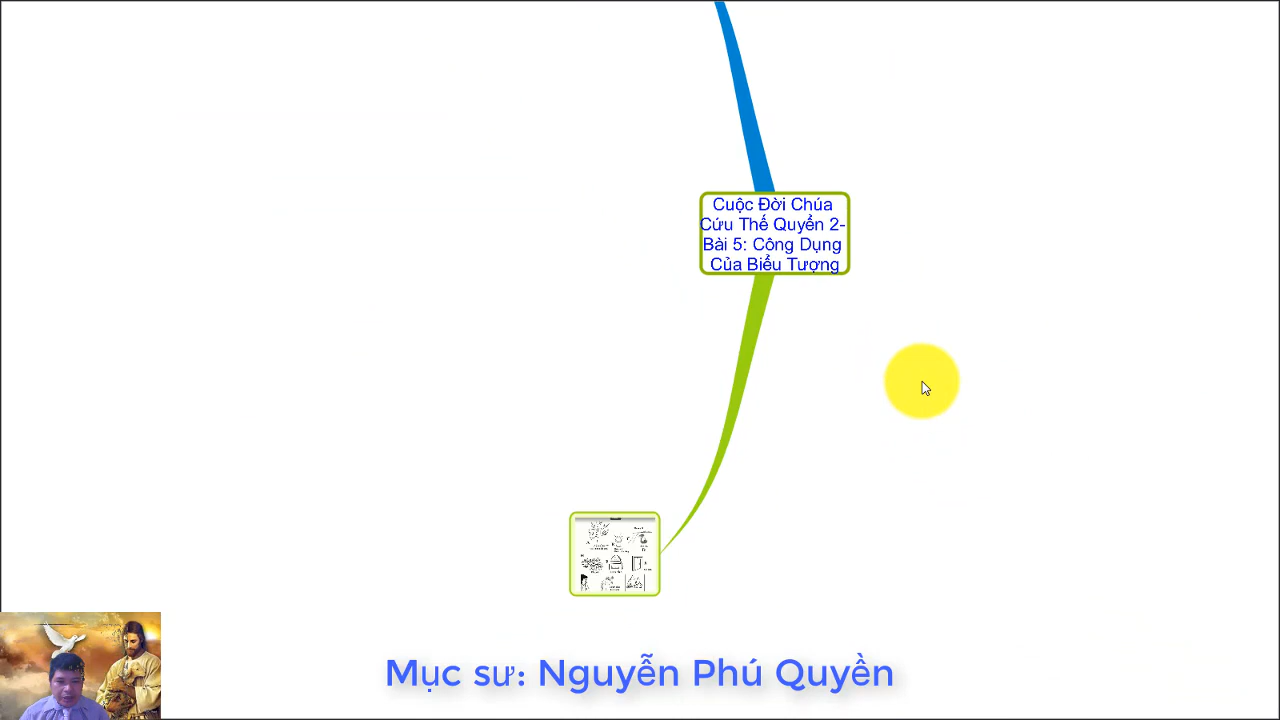 Cuộc Đời Chúa
Cứu Thế Quyển 2-
Bài 5: Công Dụng
Của Biểu Tượng
Mục sư: Nguyễn Phú Quyền